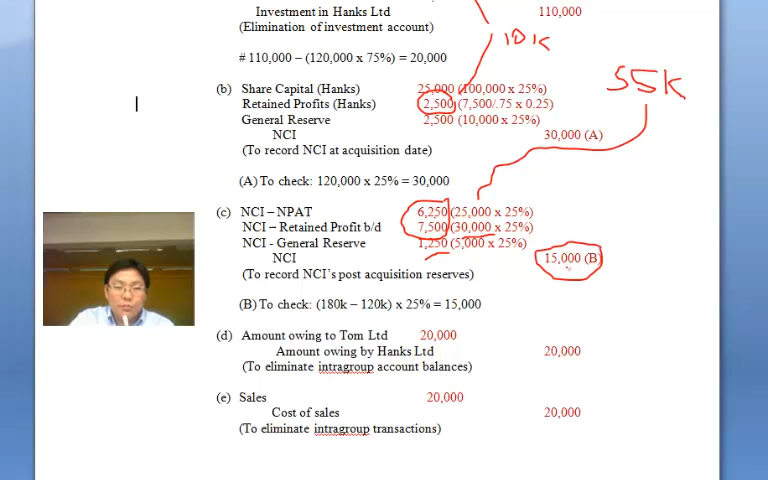 Investment in Hanks Ltd 110,000
(Elimination of investment account)
# 110,000 – (120,000 x 75%) = 20,000
10K
55K
(b) Share Capital (Hanks) 25,000 (100,000 x 25%)
Retained Profits (Hanks) 2,500 (7,500/.75 x 0.25)
General Reserve 2,500 (10,000 x 25%)
NCI 30,000 (A)
(To record NCI at acquisition date)
(A) To check: 120,000 x 25% = 30,000
(c) NCI – NPAT 6,250 (25,000 x 25%)
NCI – Retained Profit b/d 7,500 (30,000 x 25%)
NCI - General Reserve 1,250 (5,000 x 25%)
NCI 15,000 (B)
(To record NCI's post acquisition reserves)
(B) To check: (180k – 120k) x 25% = 15,000
(d) Amount owing to Tom Ltd 20,000
Amount owing by Hanks Ltd 20,000
(To eliminate intragroup account balances)
(e) Sales 20,000
Cost of sales 20,000
(To eliminate intragroup transactions)